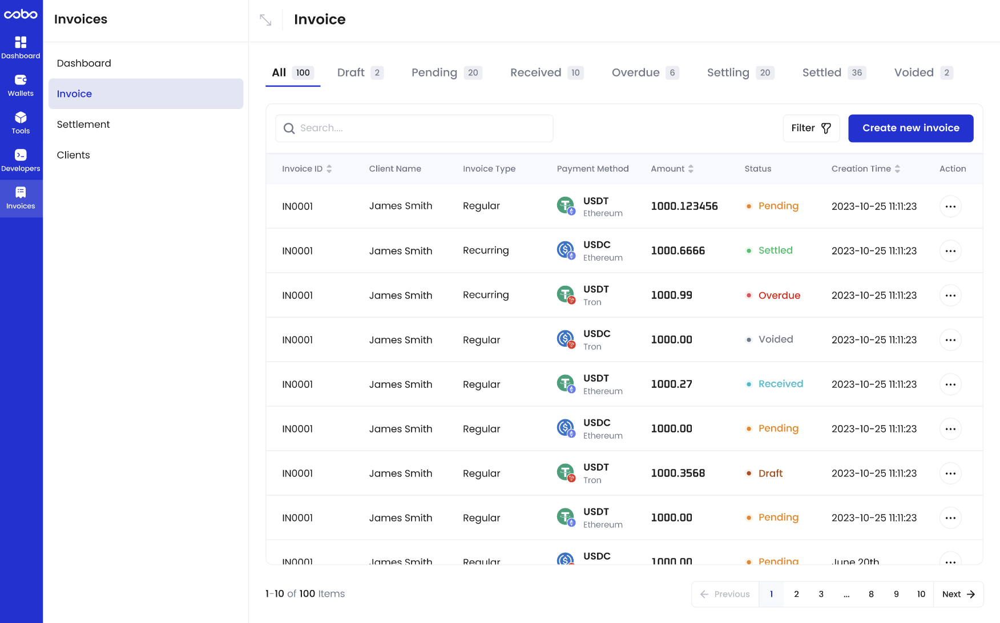 cobo
Dashboard
Wallets
Tools
Developers
Invoices
Invoices
Dashboard
Invoice
Settlement
Clients
Invoice
All 100 Draft 2 Pending 20 Received 10 Overdue 6 Settling 20 Settled 36 Voided 2
Search....
Filter
Create new invoice
Invoice ID Client Name Invoice Type Payment Method Amount Status Creation Time Action
IN0001 James Smith Regular USDT Ethereum 1000.123456 Pending 2023-10-25 11:11:23
IN0001 James Smith Recurring USDC Ethereum 1000.6666 Settled 2023-10-25 11:11:23
IN0001 James Smith Recurring USDT Tron 1000.99 Overdue 2023-10-25 11:11:23
IN0001 James Smith Regular USDC Tron 1000.00 Voided 2023-10-25 11:11:23
IN0001 James Smith Regular USDT Ethereum 1000.27 Received 2023-10-25 11:11:23
IN0001 James Smith Regular USDC Ethereum 1000.00 Pending 2023-10-25 11:11:23
IN0001 James Smith Regular USDT Tron 1000.3568 Draft 2023-10-25 11:11:23
IN0001 James Smith Regular USDT Ethereum 1000.00 Pending 2023-10-25 11:11:23
IN0001 James Smith Regular USDC 1000.00 Pending June 20th
1-10 of 100 Items
Previous 1 2 3 ... 8 9 10 Next